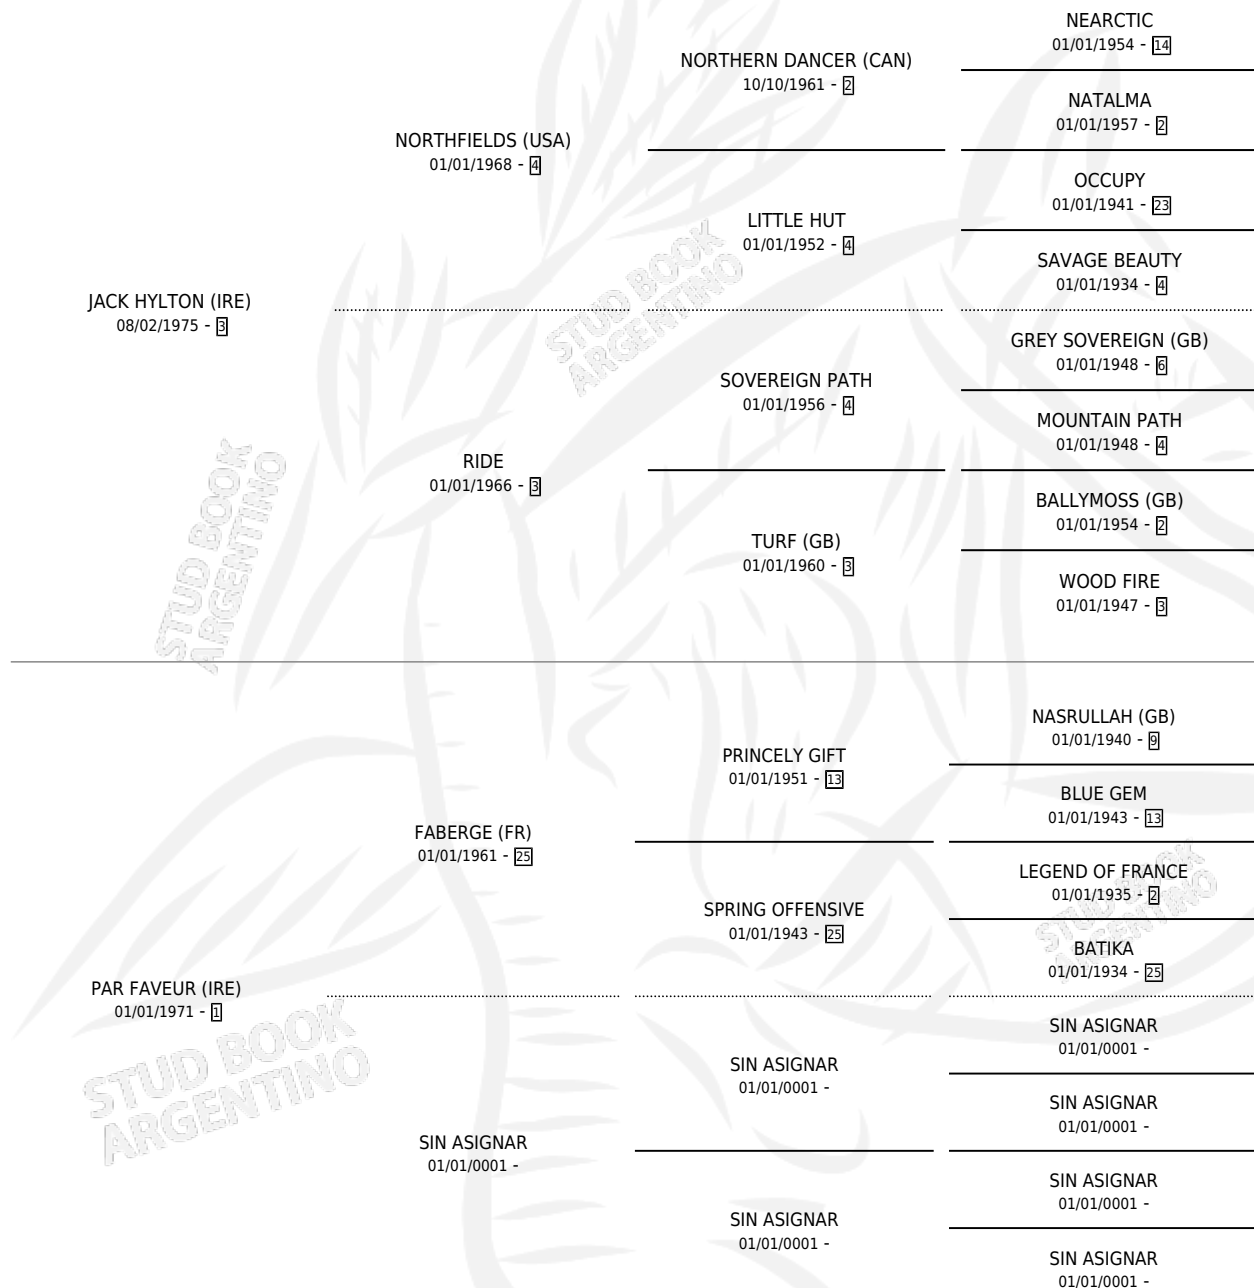 NEARCTIC
01/01/1954 - 14
NORTHERN DANCER (CAN)
10/10/1961 - 2
NATALMA
01/01/1957 - 2
NORTHFIELDS (USA)
01/01/1968 - 4
OCCUPY
01/01/1941 - 23
LITTLE HUT
01/01/1952 - 4
SAVAGE BEAUTY
01/01/1934 - 4
STUD BOOK
ARGENTINO
JACK HYLTON (IRE)
08/02/1975 - 3
GREY SOVEREIGN (GB)
01/01/1948 - 6
SOVEREIGN PATH
01/01/1956 - 4
MOUNTAIN PATH
01/01/1948 - 4
RIDE
01/01/1966 - 3
BALLYMOSS (GB)
01/01/1954 - 2
TURF (GB)
01/01/1960 - 3
WOOD FIRE
01/01/1947 - 3
STUD BOOK
ARGENTINO
NASRULLAH (GB)
01/01/1940 - 9
PRINCELY GIFT
01/01/1951 - 13
BLUE GEM
01/01/1943 - 13
FABERGE (FR)
01/01/1961 - 25
LEGEND OF FRANCE
01/01/1935 - 2
SPRING OFFENSIVE
01/01/1943 - 25
BATIKA
01/01/1934 - 25
STUD BOOK
ARGENTINO
PAR FAVEUR (IRE)
01/01/1971 - 1
SIN ASIGNAR
01/01/0001 -
SIN ASIGNAR
01/01/0001 -
SIN ASIGNAR
01/01/0001 -
STUD BOOK
ARGENTINO
SIN ASIGNAR
01/01/0001 -
SIN ASIGNAR
01/01/0001 -
SIN ASIGNAR
01/01/0001 -
SIN ASIGNAR
01/01/0001 -